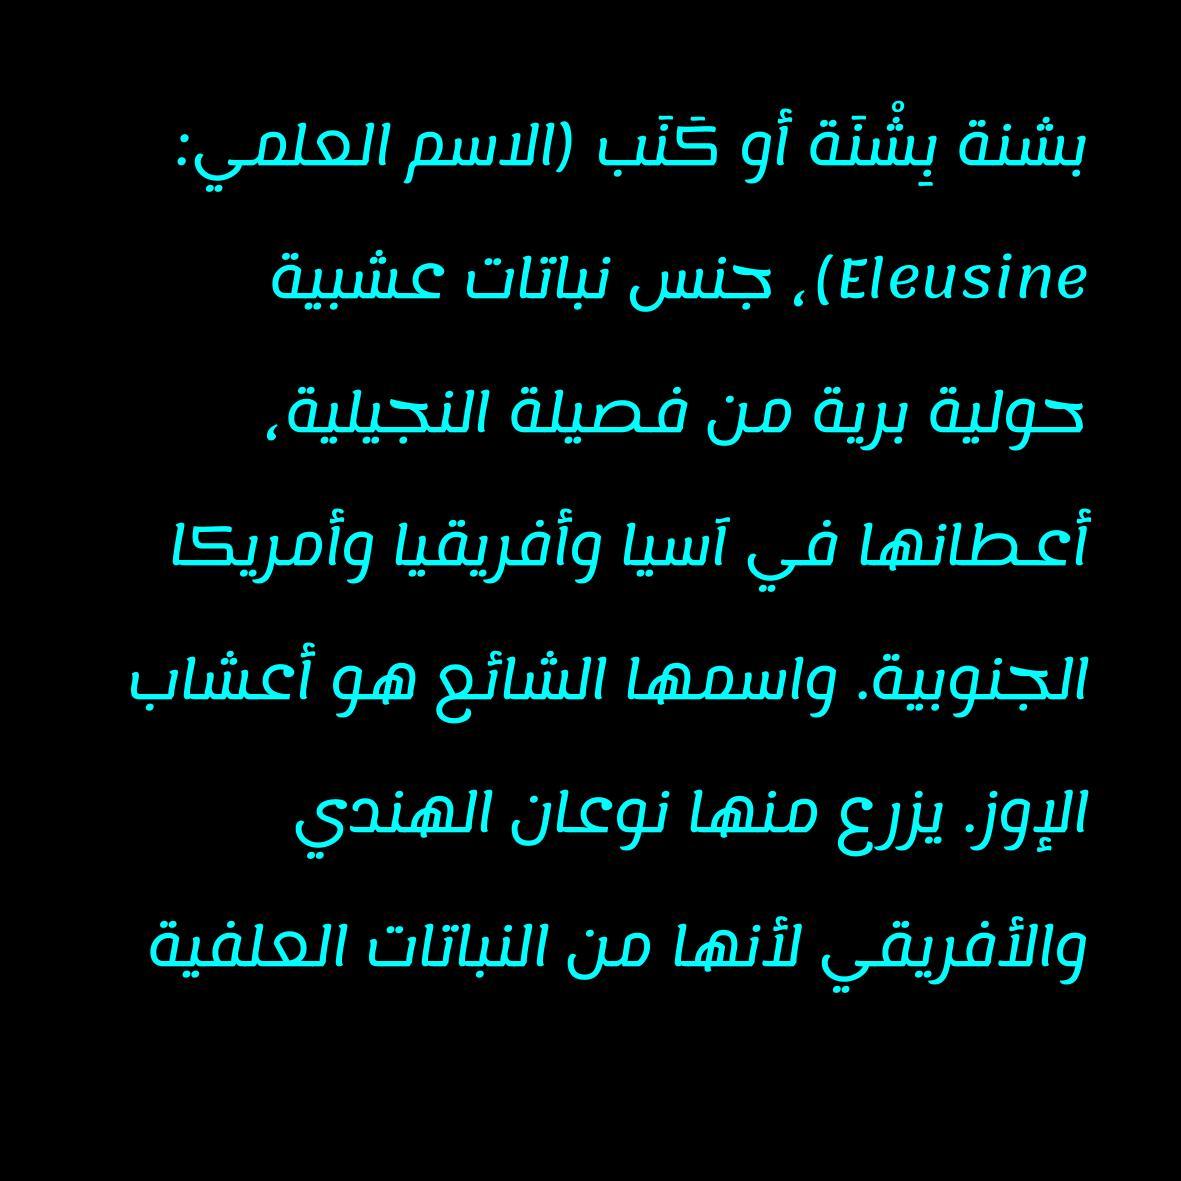 بشنة بِشْنَة أو كَنَب (الاسم العلمي:
Eleusine)، جنس نباتات عشبية
حولية برية من فصيلة النجيلية،
أعطانها في آسيا وأفريقيا وأمريكا
الجنوبية. واسمها الشائع هو أعشاب
الإوز. يزرع منها نوعان الهندي
والأفريقي لأنها من النباتات العلفية